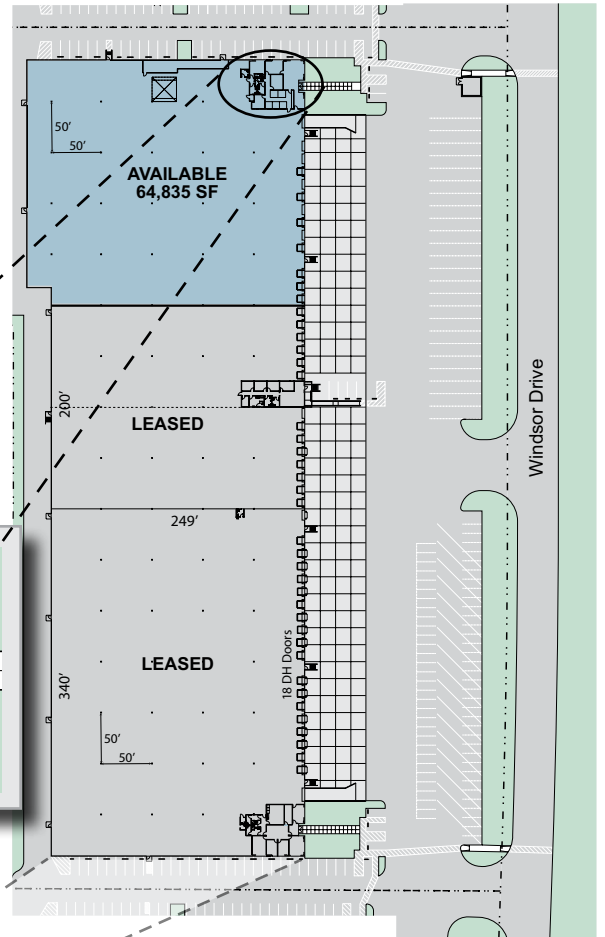 50'
50'
AVAILABLE
64,835 SF
200'
LEASED
Windsor Drive
249'
LEASED
18 DH Doors
340'
50'
50'